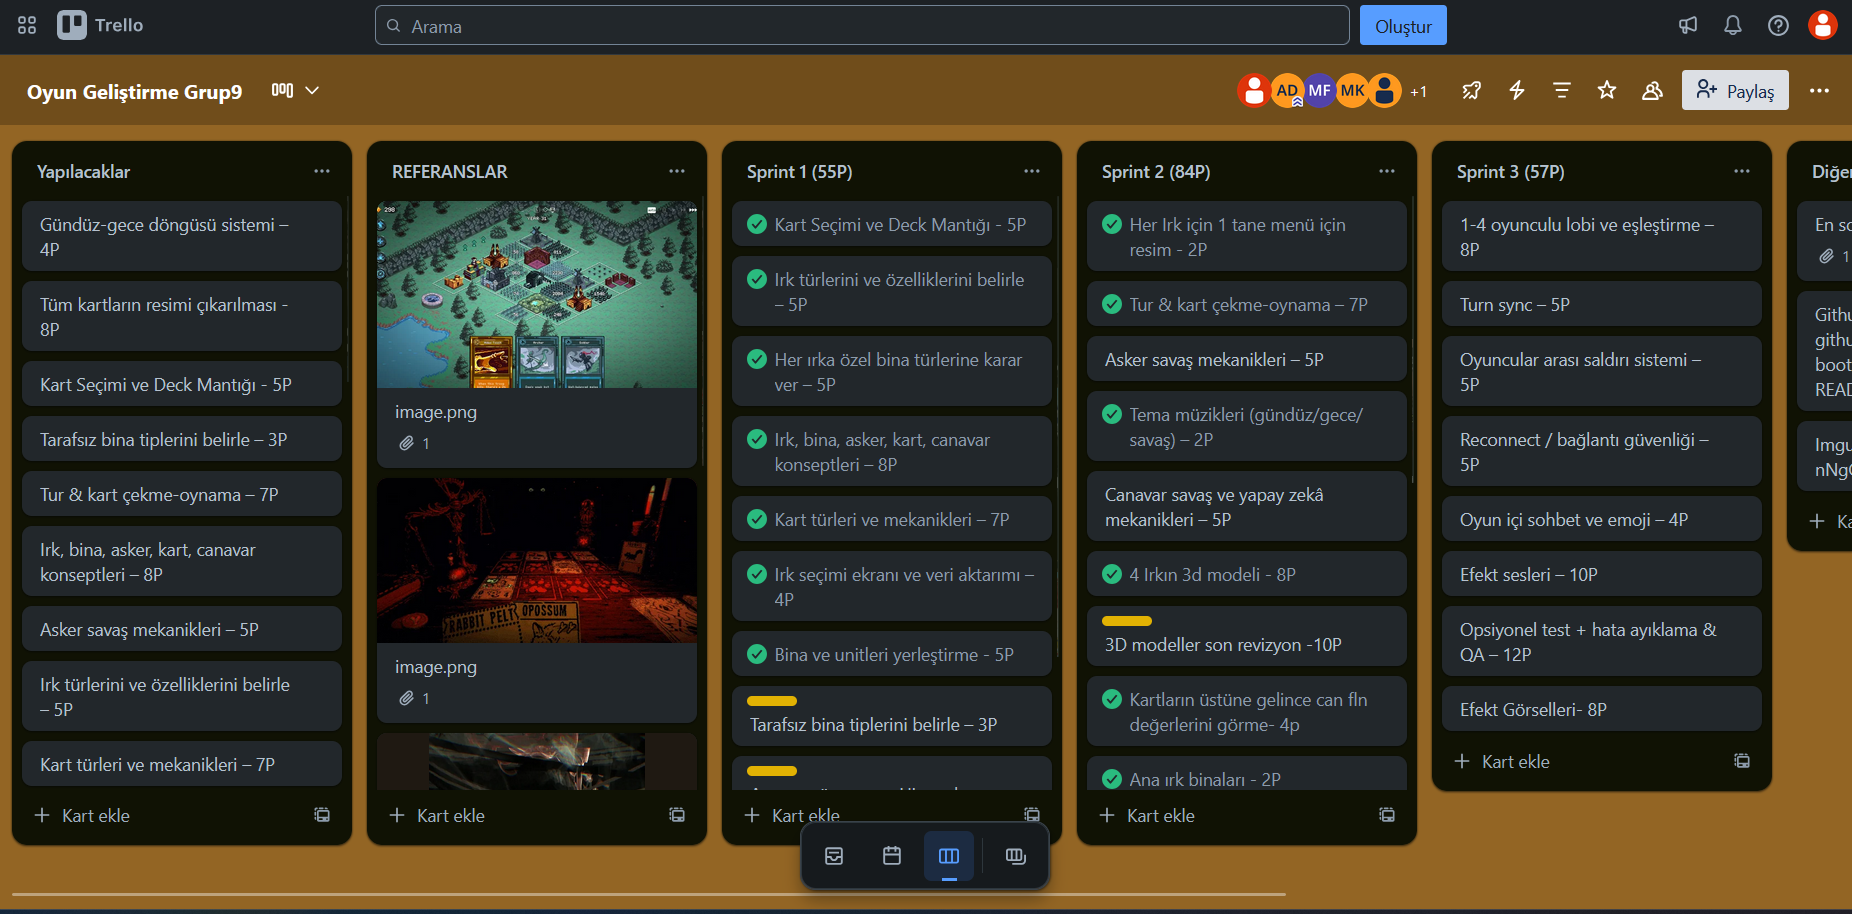 Trello
Arama
Oluştur
Oyun Geliştirme Grup9
AD
MF
MK
+1
Paylaş
Yapılacaklar
Gündüz-gece döngüsü sistemi –
4P
Tüm kartların resimi çıkarılması -
8P
Kart Seçimi ve Deck Mantığı - 5P
Tarafsız bina tiplerini belirle – 3P
Tur & kart çekme-oynama – 7P
Irk, bina, asker, kart, canavar
konseptleri – 8P
Asker savaş mekanikleri – 5P
Irk türlerini ve özelliklerini belirle
– 5P
Kart türleri ve mekanikleri – 7P
Kart ekle
REFERANSLAR
298
image.png
1
RABBIT PELT
OPOSSUM
image.png
1
Kart ekle
Sprint 1 (55P)
Kart Seçimi ve Deck Mantığı - 5P
Irk türlerini ve özelliklerini belirle
– 5P
Her ırka özel bina türlerine karar
ver – 5P
Irk, bina, asker, kart, canavar
konseptleri – 8P
Kart türleri ve mekanikleri – 7P
Irk seçimi ekranı ve veri aktarımı –
4P
Bina ve unitleri yerleştirme - 5P
Tarafsız bina tiplerini belirle – 3P
Kart ekle
Sprint 2 (84P)
Her Irk için 1 tane menü için
resim - 2P
Tur & kart çekme-oynama – 7P
Asker savaş mekanikleri – 5P
Tema müzikleri (gündüz/gece/
savaş) – 2P
Canavar savaş ve yapay zekâ
mekanikleri – 5P
4 Irkın 3d modeli - 8P
3D modeller son revizyon -10P
Kartların üstüne gelince can fln
değerlerini görme- 4p
Ana ırk binaları - 2P
Kart ekle
Sprint 3 (57P)
1-4 oyunculu lobi ve eşleştirme –
8P
Turn sync – 5P
Oyuncular arası saldırı sistemi –
5P
Reconnect / bağlantı güvenliği –
5P
Oyun içi sohbet ve emoji – 4P
Efekt sesleri – 10P
Opsiyonel test + hata ayıklama &
QA – 12P
Efekt Görselleri- 8P
Kart ekle
Diğer
En so
1
Githu
githu
boot
READ
Imgu
nNg
Ka